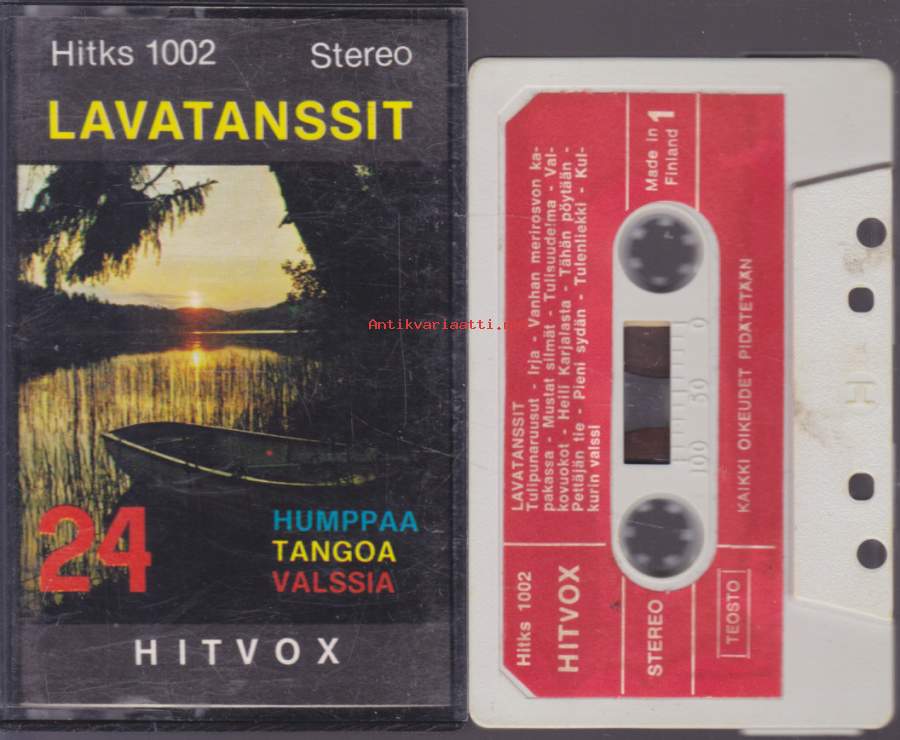 Hitks 1002 Stereo
LAVATANSSIT
24
HUMPPAA
TANGOA
VALSSIA
HITVOX
Antikvariaatti.
LAVATANSSIT
Tulipunaruusut - Irja - Vanhan merirosvon ka-
pakassa - Mustat silmät - Tulisuudelma - Val-
kovuokot - Heili Karjalasta - Tähän pöytään -
Pettäjän tie - Pieni sydän - Tulenliekki - Kul-
kurin valssi
Hitks 1002
HITVOX
STEREO
TEOSTO
Made in
Finland
1
0
50
100
KAIKKI OIKEUDET PIDÄTETÄÄN